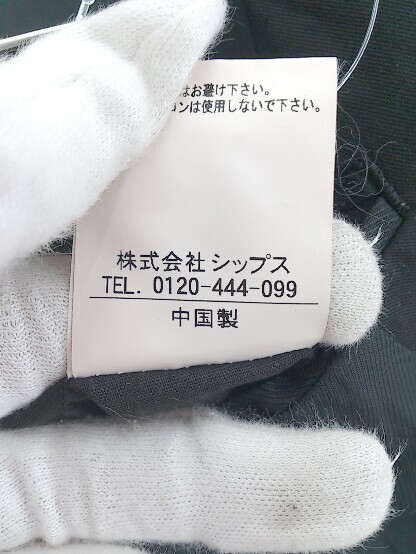 はお避け下さい。
ョンは使用しないで下さい。
株式会社シップス
TEL. 0120-444-099
中国製